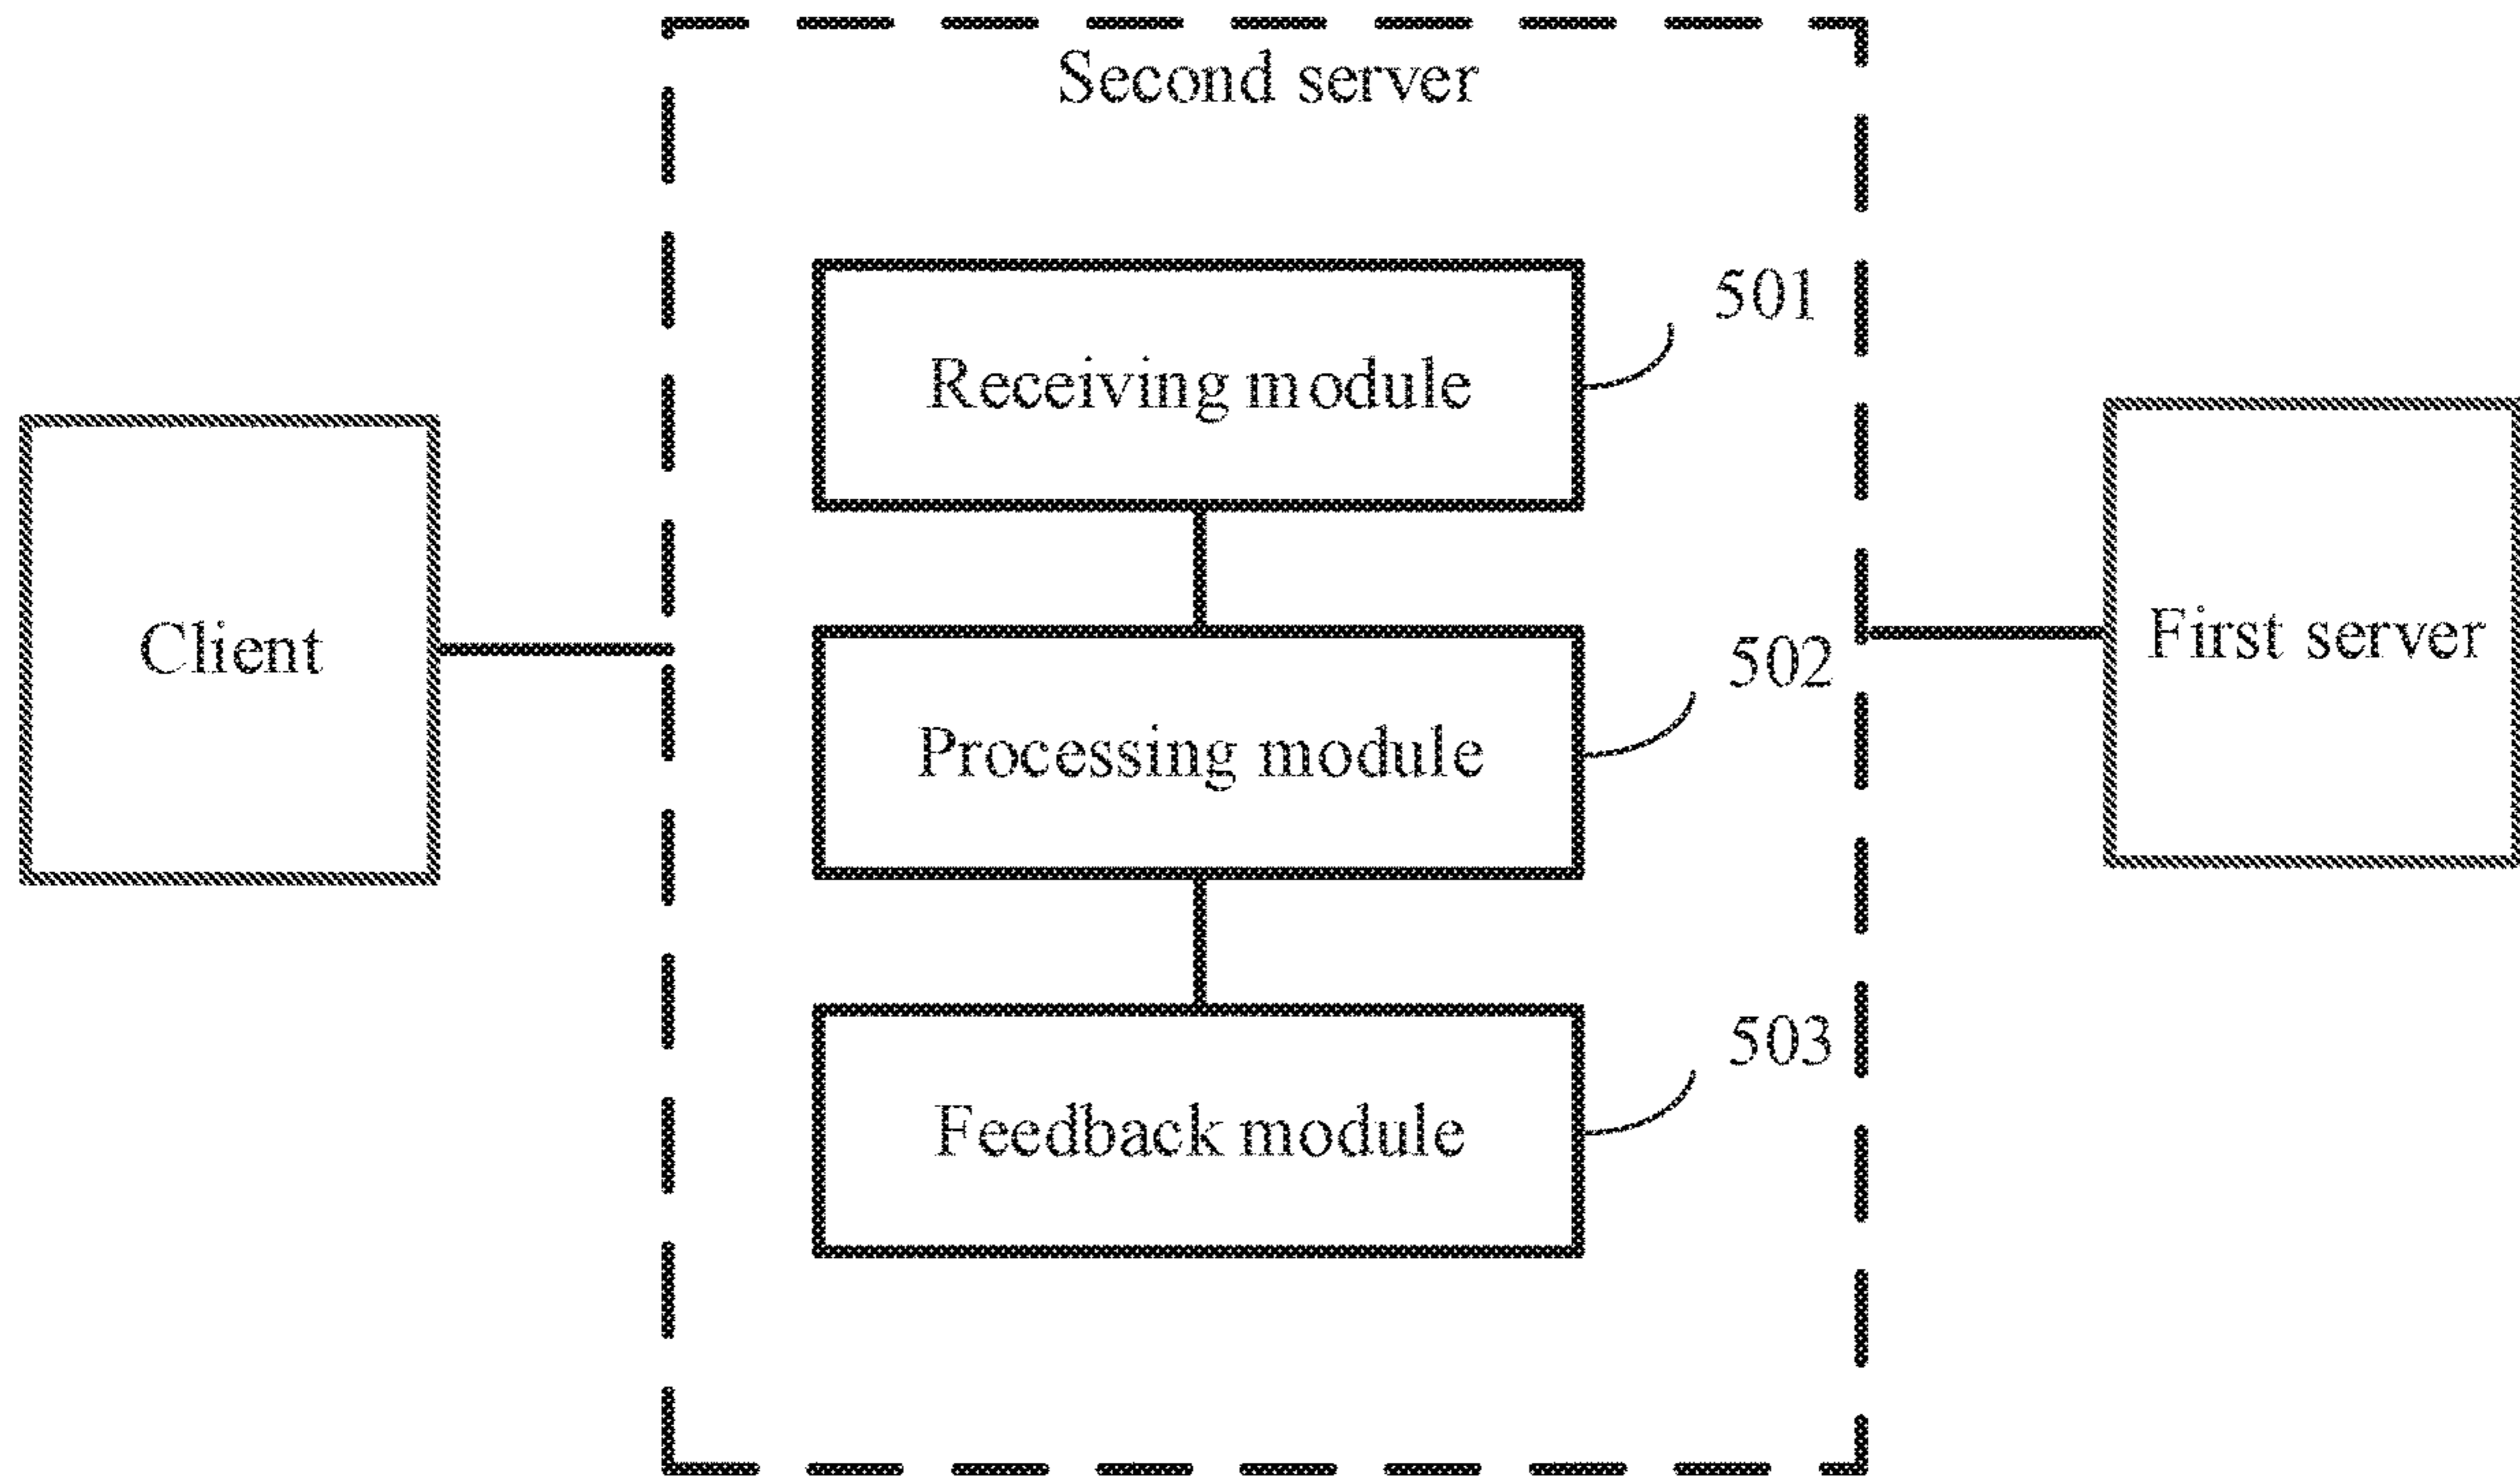 Second server
501
Receiving module
Client
First server
502
Processing module
503
Feedback module